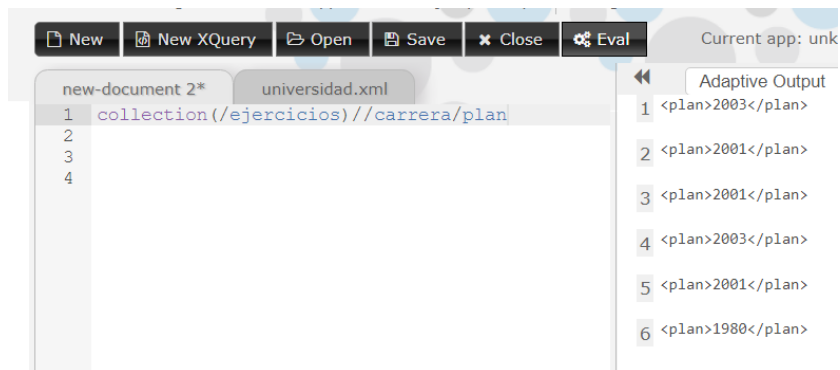 New New XQuery Open Save Close Eval Current app: unk
new-document 2* universidad.xml
Adaptive Output
1 collection(/ejercicios)//carrera/plan
2
3
4
1 <plan>2003</plan>
2 <plan>2001</plan>
3 <plan>2001</plan>
4 <plan>2003</plan>
5 <plan>2001</plan>
6 <plan>1980</plan>